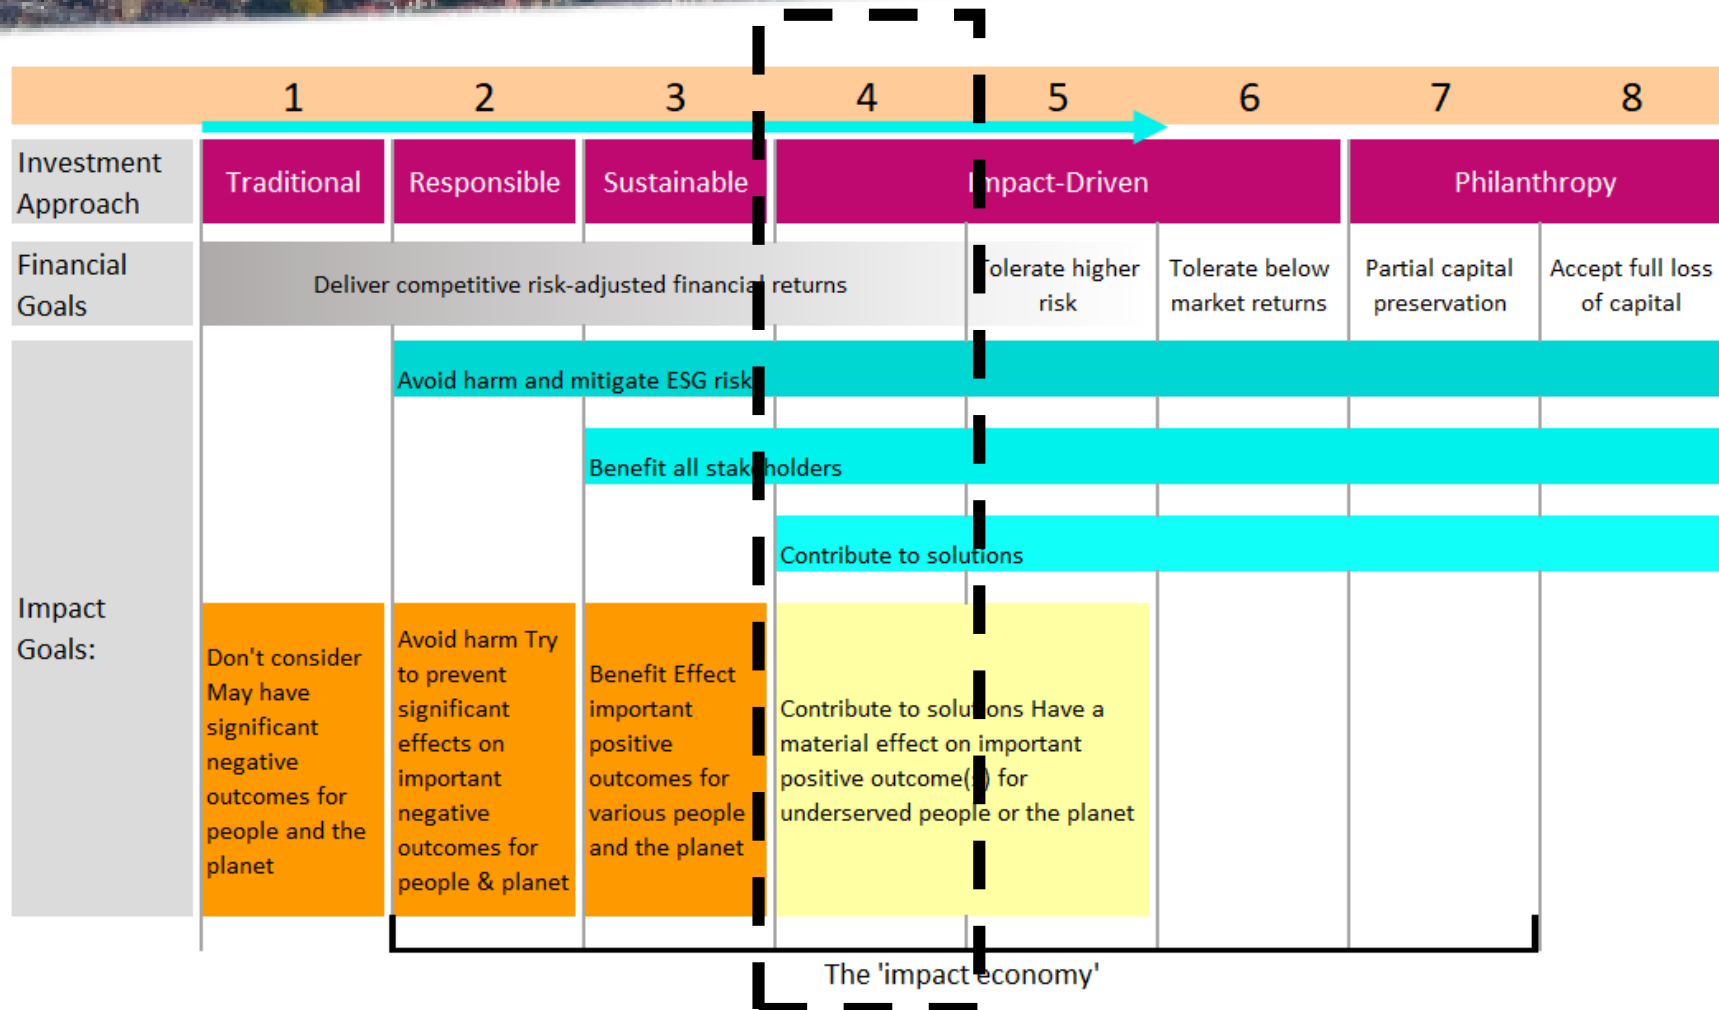 1 2 3 4 5 6 7 8
Investment
Approach
Traditional Responsible Sustainable Impact-Driven Philanthropy
Financial
Goals
Deliver competitive risk-adjusted financial returns
Tolerate higher
risk
Tolerate below
market returns
Partial capital
preservation
Accept full loss
of capital
Impact
Goals:
Avoid harm and mitigate ESG risk
Benefit all stakeholders
Contribute to solutions
Don't consider
May have
significant
negative
outcomes for
people and the
planet
Avoid harm Try
to prevent
significant
effects on
important
negative
outcomes for
people & planet
Benefit Effect
important
positive
outcomes for
various people
and the planet
Contribute to solutions Have a
material effect on important
positive outcome(s) for
underserved people or the planet
The 'impact economy'